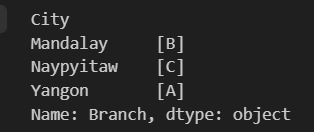 City
Mandalay     [B]
Naypyitaw    [C]
Yangon       [A]
Name: Branch, dtype: object